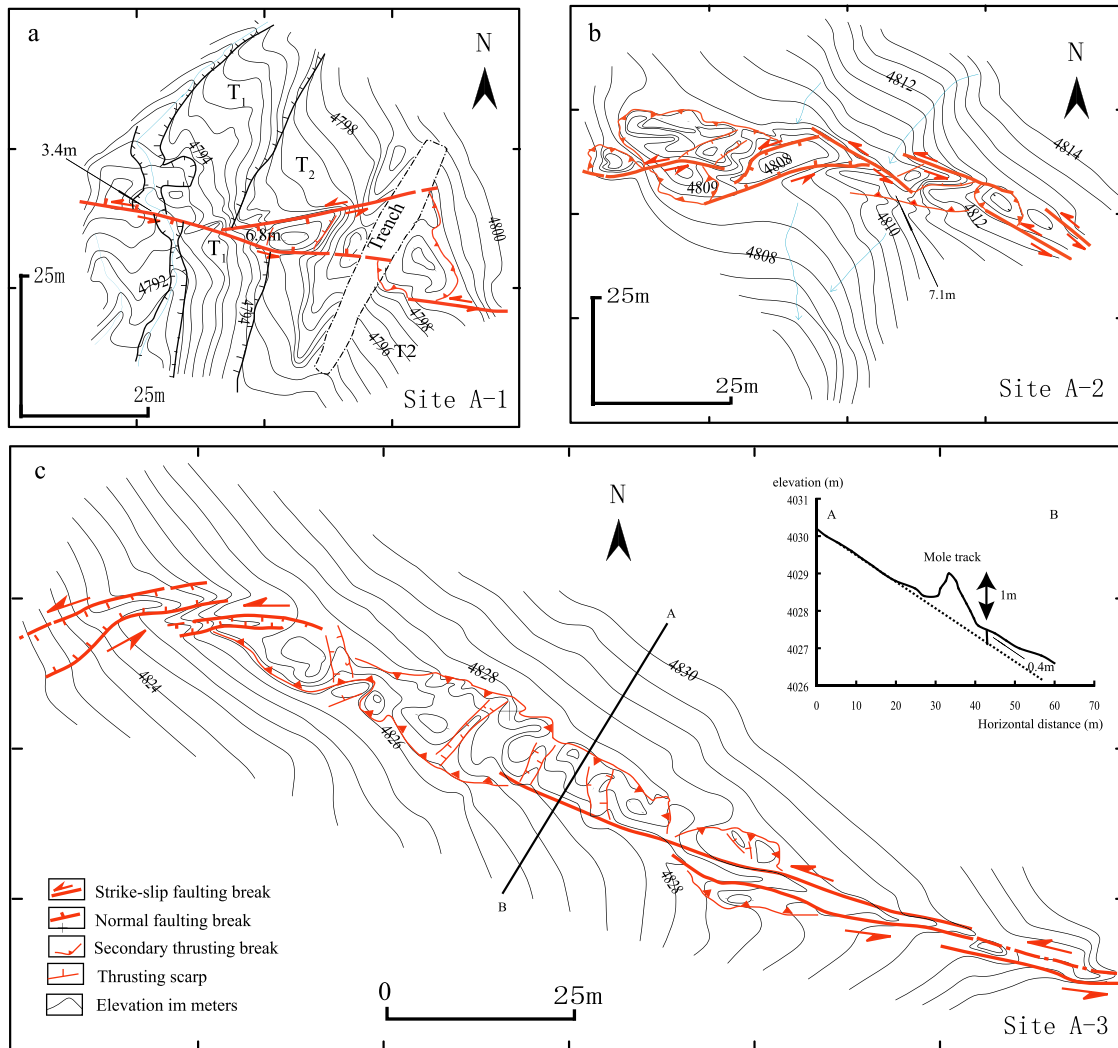 a
N
T1
4798
3.4m
4794
T2
6.8m
Trench
4800
T1
25m
4792
4794
4798
4796
T2
25m
Site A-1
b
N
4812
4814
4808
4809
4812
4810
4808
25m
7.1m
25m
Site A-2
c
N
elevation (m)
4031
A
B
4030
Mole track
4029
1m
4028
4027
0.4m
4026
0 10 20 30 40 50 60 70
Horizontal distance (m)
A
4828
4830
4824
4826
B
4828
Strike-slip faulting break
Normal faulting break
Secondary thrusting break
Thrusting scarp
Elevation im meters
0
25m
Site A-3